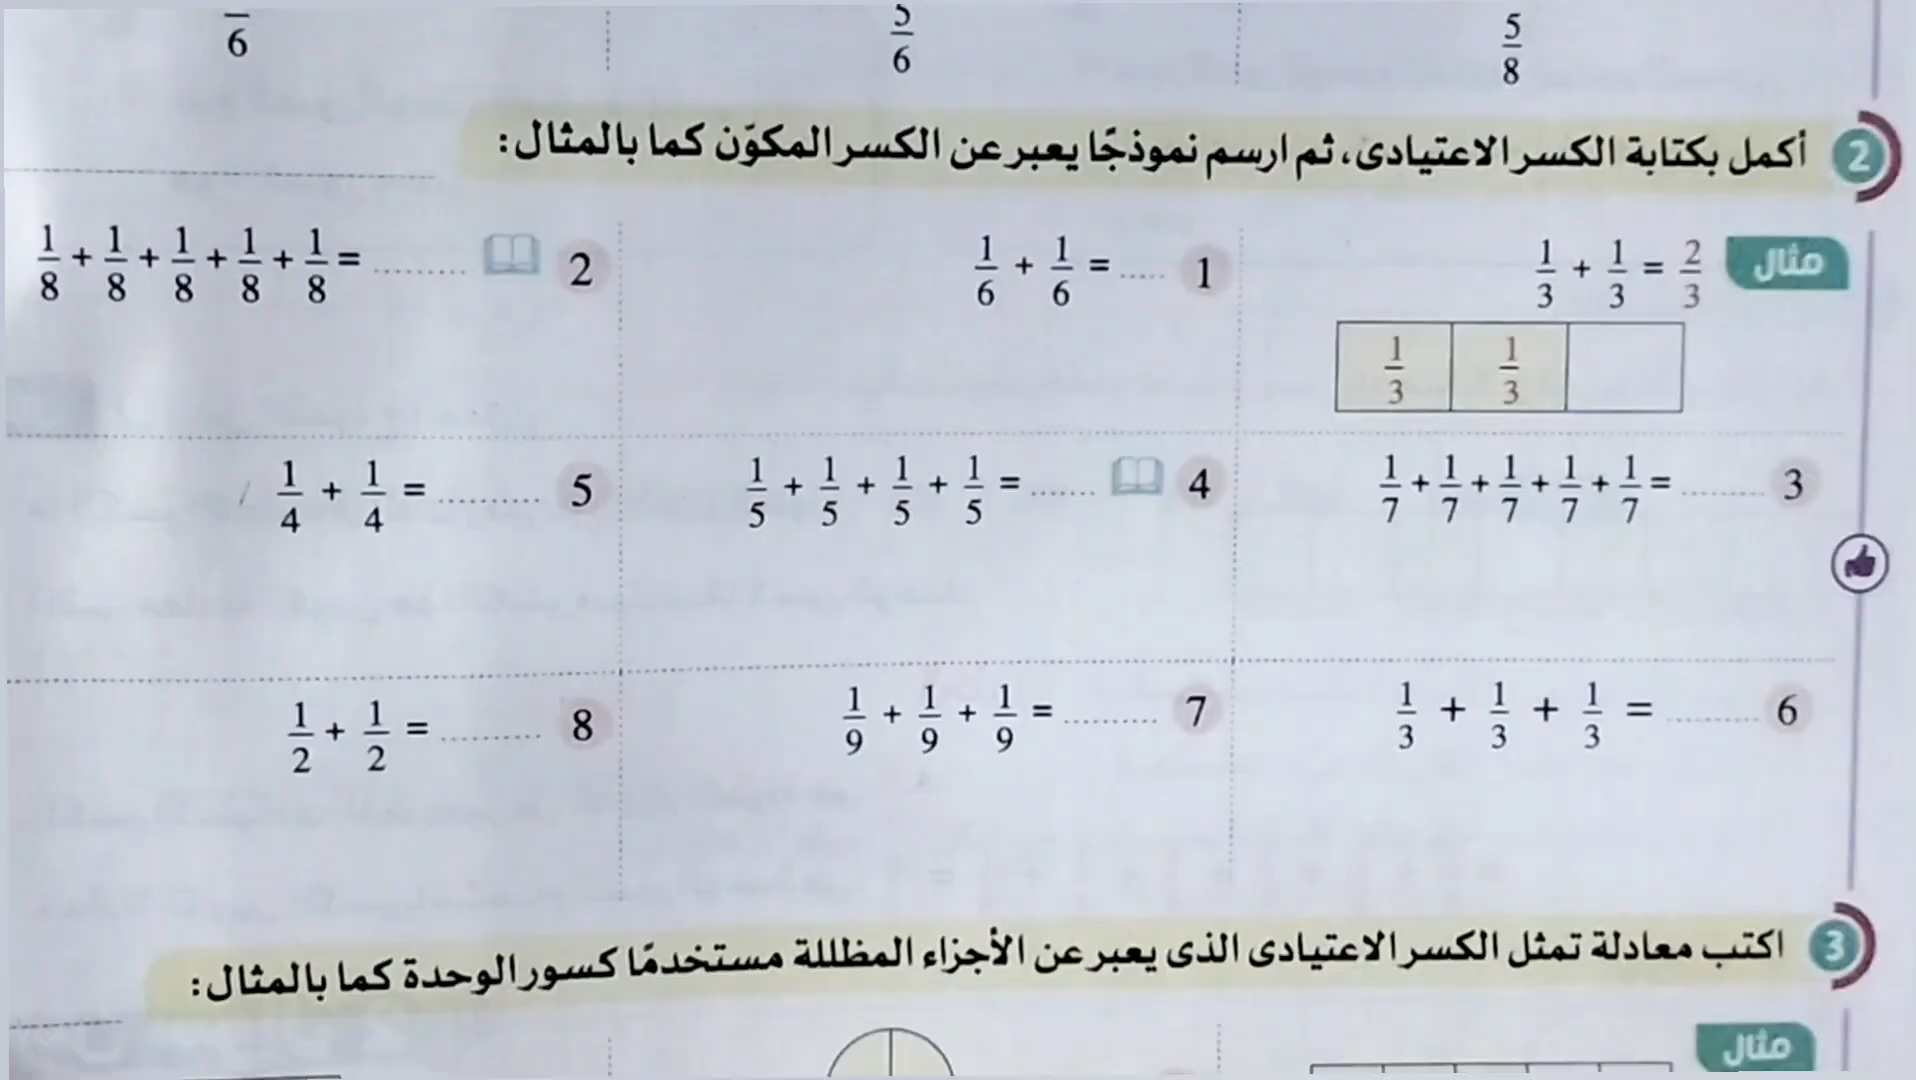 5/8
5/6
6
2 أكمل بكتابة الكسر الاعتيادى، ثم ارسم نموذجًا يعبر عن الكسر المكوّن كما بالمثال:
مثال 1/3 + 1/3 = 2/3
1/3 1/3
1 1/6 + 1/6 = .....
2 1/8 + 1/8 + 1/8 + 1/8 + 1/8 = .........
3 1/7 + 1/7 + 1/7 + 1/7 + 1/7 = .........
4 1/5 + 1/5 + 1/5 + 1/5 = .......
5 1/4 + 1/4 = ..........
6 1/3 + 1/3 + 1/3 = .........
7 1/9 + 1/9 + 1/9 = .........
8 1/2 + 1/2 = ..........
3 اكتب معادلة تمثل الكسر الاعتيادى الذى يعبر عن الأجزاء المظللة مستخدمًا كسور الوحدة كما بالمثال:
مثال